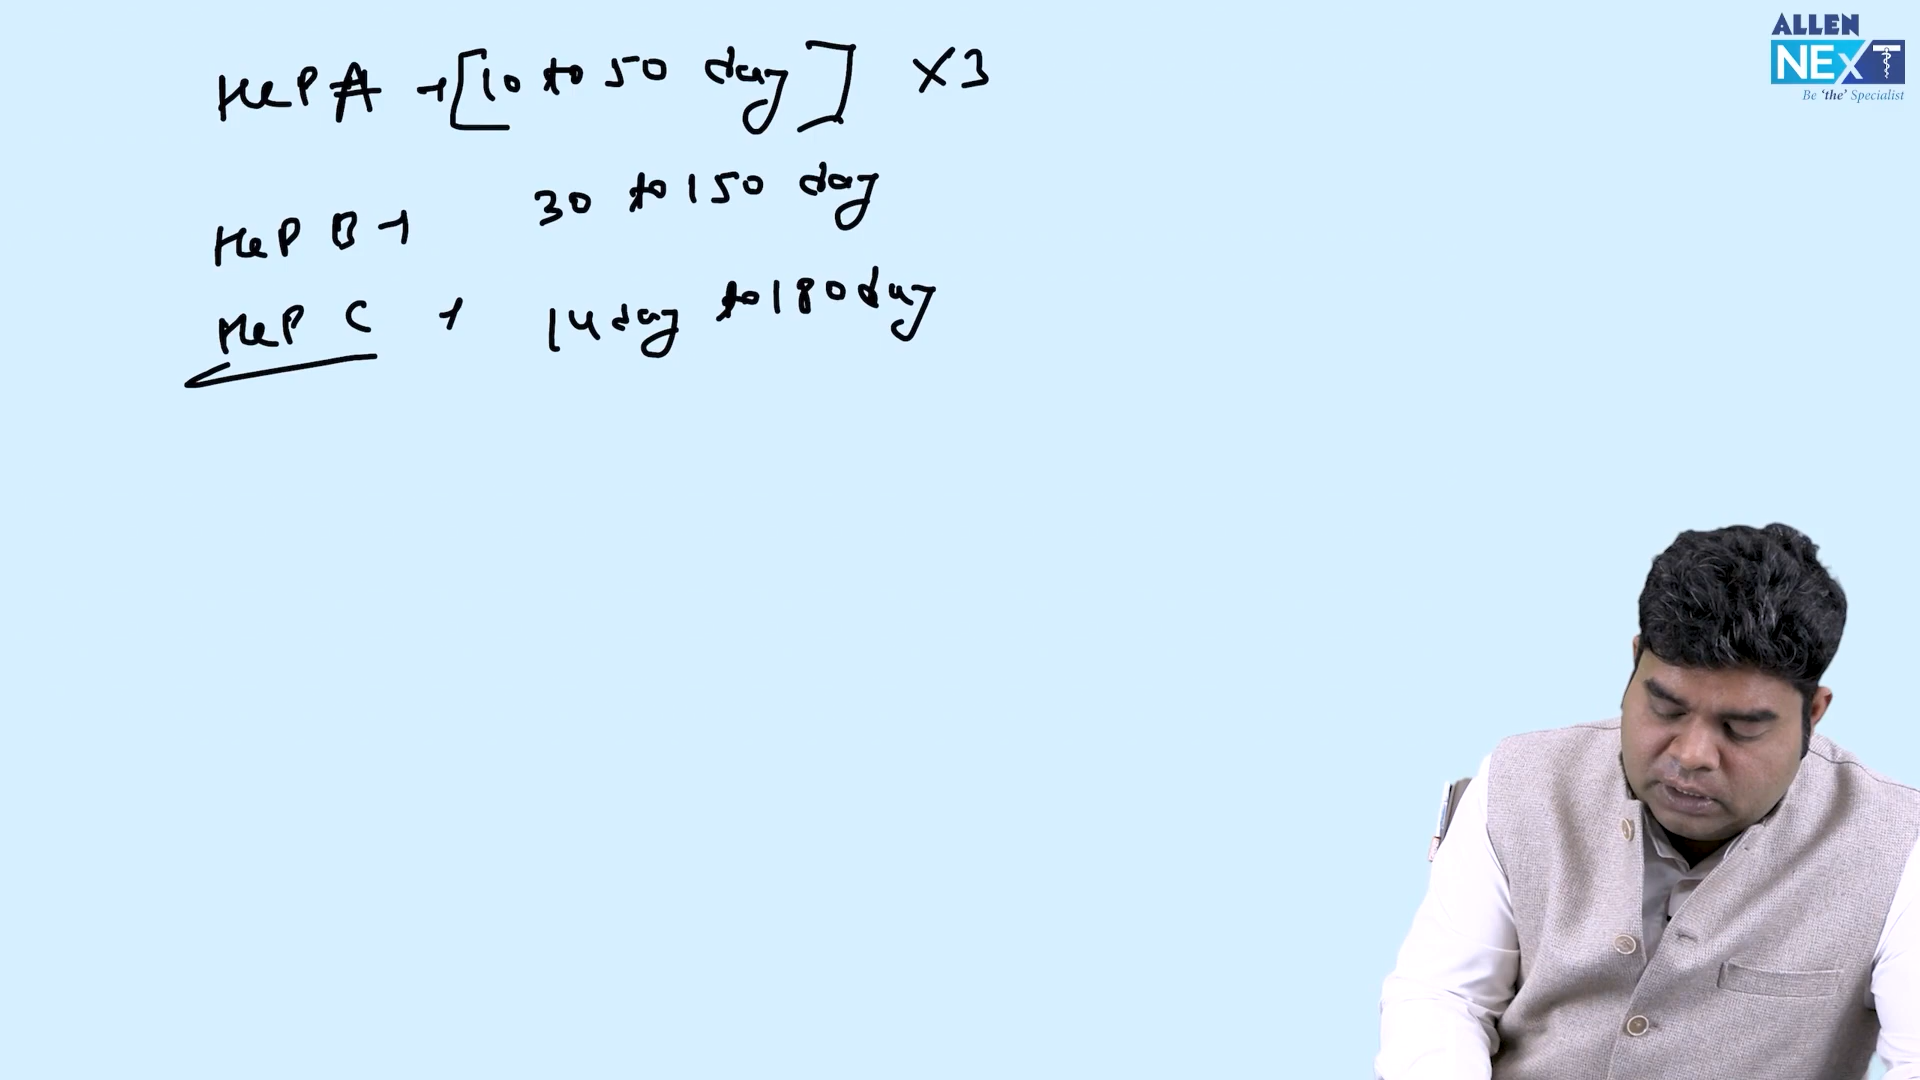 HeP A → [10 to 50 day] x3
HeP B → 30 to 150 day
HeP C → 14 day to 180 day
ALLEN
NExT
Be 'the' Specialist